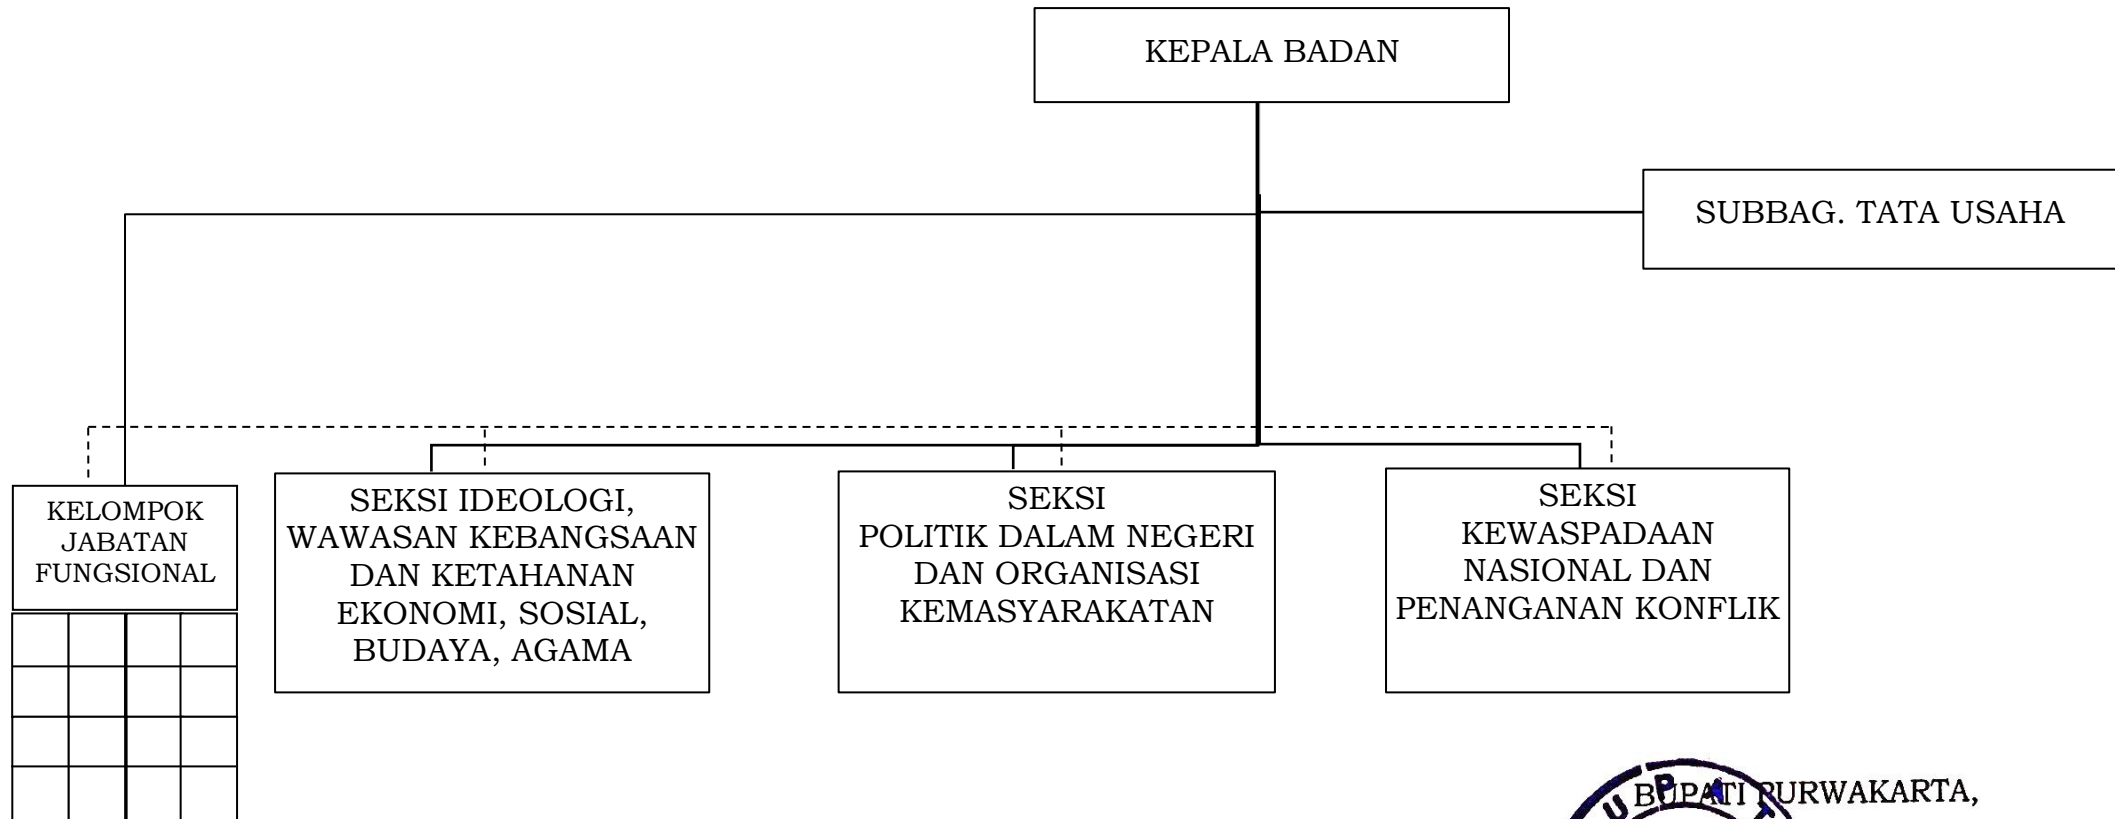 KEPALA BADAN
SUBBAG. TATA USAHA
KELOMPOK
JABATAN
FUNGSIONAL
SEKSI IDEOLOGI,
WAWASAN KEBANGSAAN
DAN KETAHANAN
EKONOMI, SOSIAL,
BUDAYA, AGAMA
SEKSI
POLITIK DALAM NEGERI
DAN ORGANISASI
KEMASYARAKATAN
SEKSI
KEWASPADAAN
NASIONAL DAN
PENANGANAN KONFLIK
BUPATI PURWAKARTA,